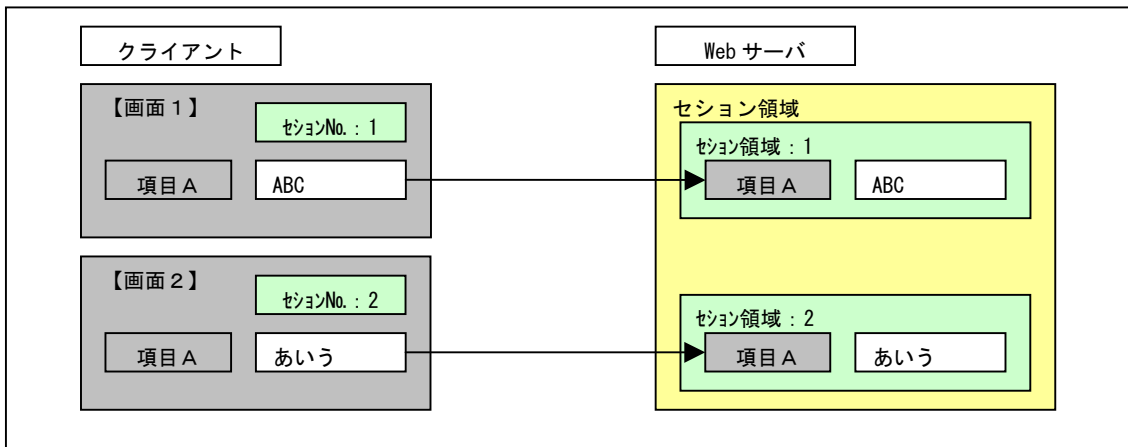 クライアント
Web サーバ
【画面１】
ｾｼｮﾝNo.：1
項目Ａ
ABC
【画面２】
ｾｼｮﾝNo.：2
項目Ａ
あいう
セション領域
ｾｼｮﾝ領域：1
項目Ａ
ABC
ｾｼｮﾝ領域：2
項目Ａ
あいう